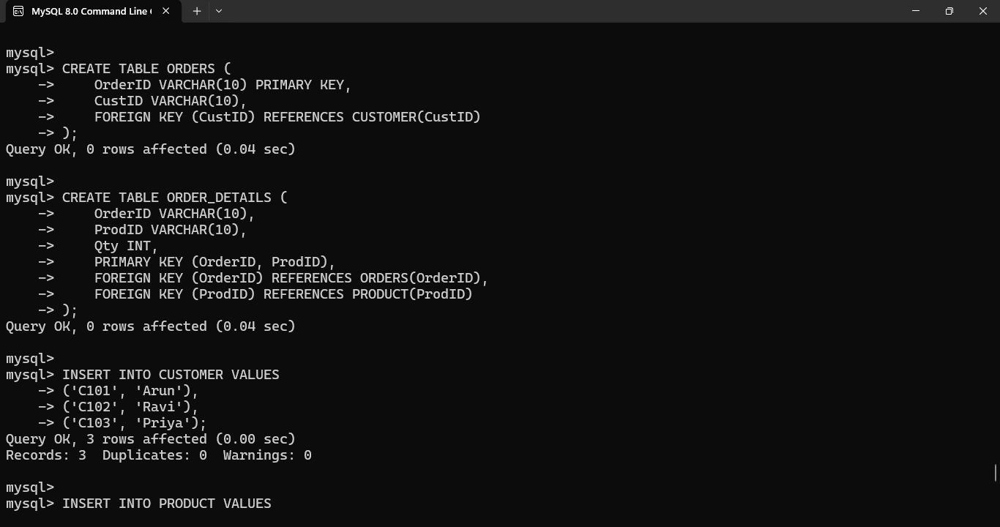 MySQL 8.0 Command Line
mysql>
mysql> CREATE TABLE ORDERS (
    ->     OrderID VARCHAR(10) PRIMARY KEY,
    ->     CustID VARCHAR(10),
    ->     FOREIGN KEY (CustID) REFERENCES CUSTOMER(CustID)
    -> );
Query OK, 0 rows affected (0.04 sec)
mysql>
mysql> CREATE TABLE ORDER_DETAILS (
    ->     OrderID VARCHAR(10),
    ->     ProdID VARCHAR(10),
    ->     Qty INT,
    ->     PRIMARY KEY (OrderID, ProdID),
    ->     FOREIGN KEY (OrderID) REFERENCES ORDERS(OrderID),
    ->     FOREIGN KEY (ProdID) REFERENCES PRODUCT(ProdID)
    -> );
Query OK, 0 rows affected (0.04 sec)
mysql>
mysql> INSERT INTO CUSTOMER VALUES
    -> ('C101', 'Arun'),
    -> ('C102', 'Ravi'),
    -> ('C103', 'Priya');
Query OK, 3 rows affected (0.00 sec)
Records: 3  Duplicates: 0  Warnings: 0
mysql>
mysql> INSERT INTO PRODUCT VALUES